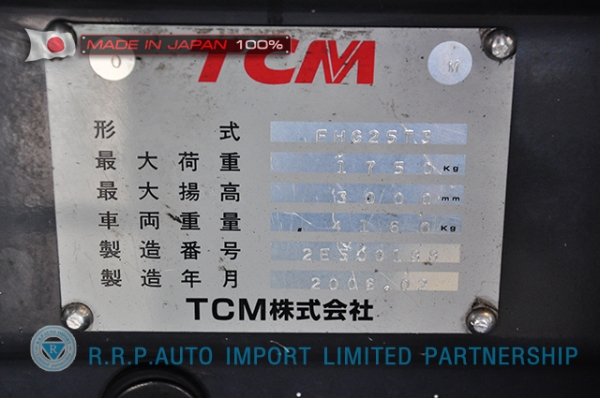 MADE IN JAPAN 100%
TCM
形式 FHG25T3
最大荷重 1750 Kg
最大揚高 3000 mm
車両重量 4160 Kg
製造番号
製造年月
TCM株式会社
R.R.P.AUTO IMPORT LIMITED PARTNERSHIP